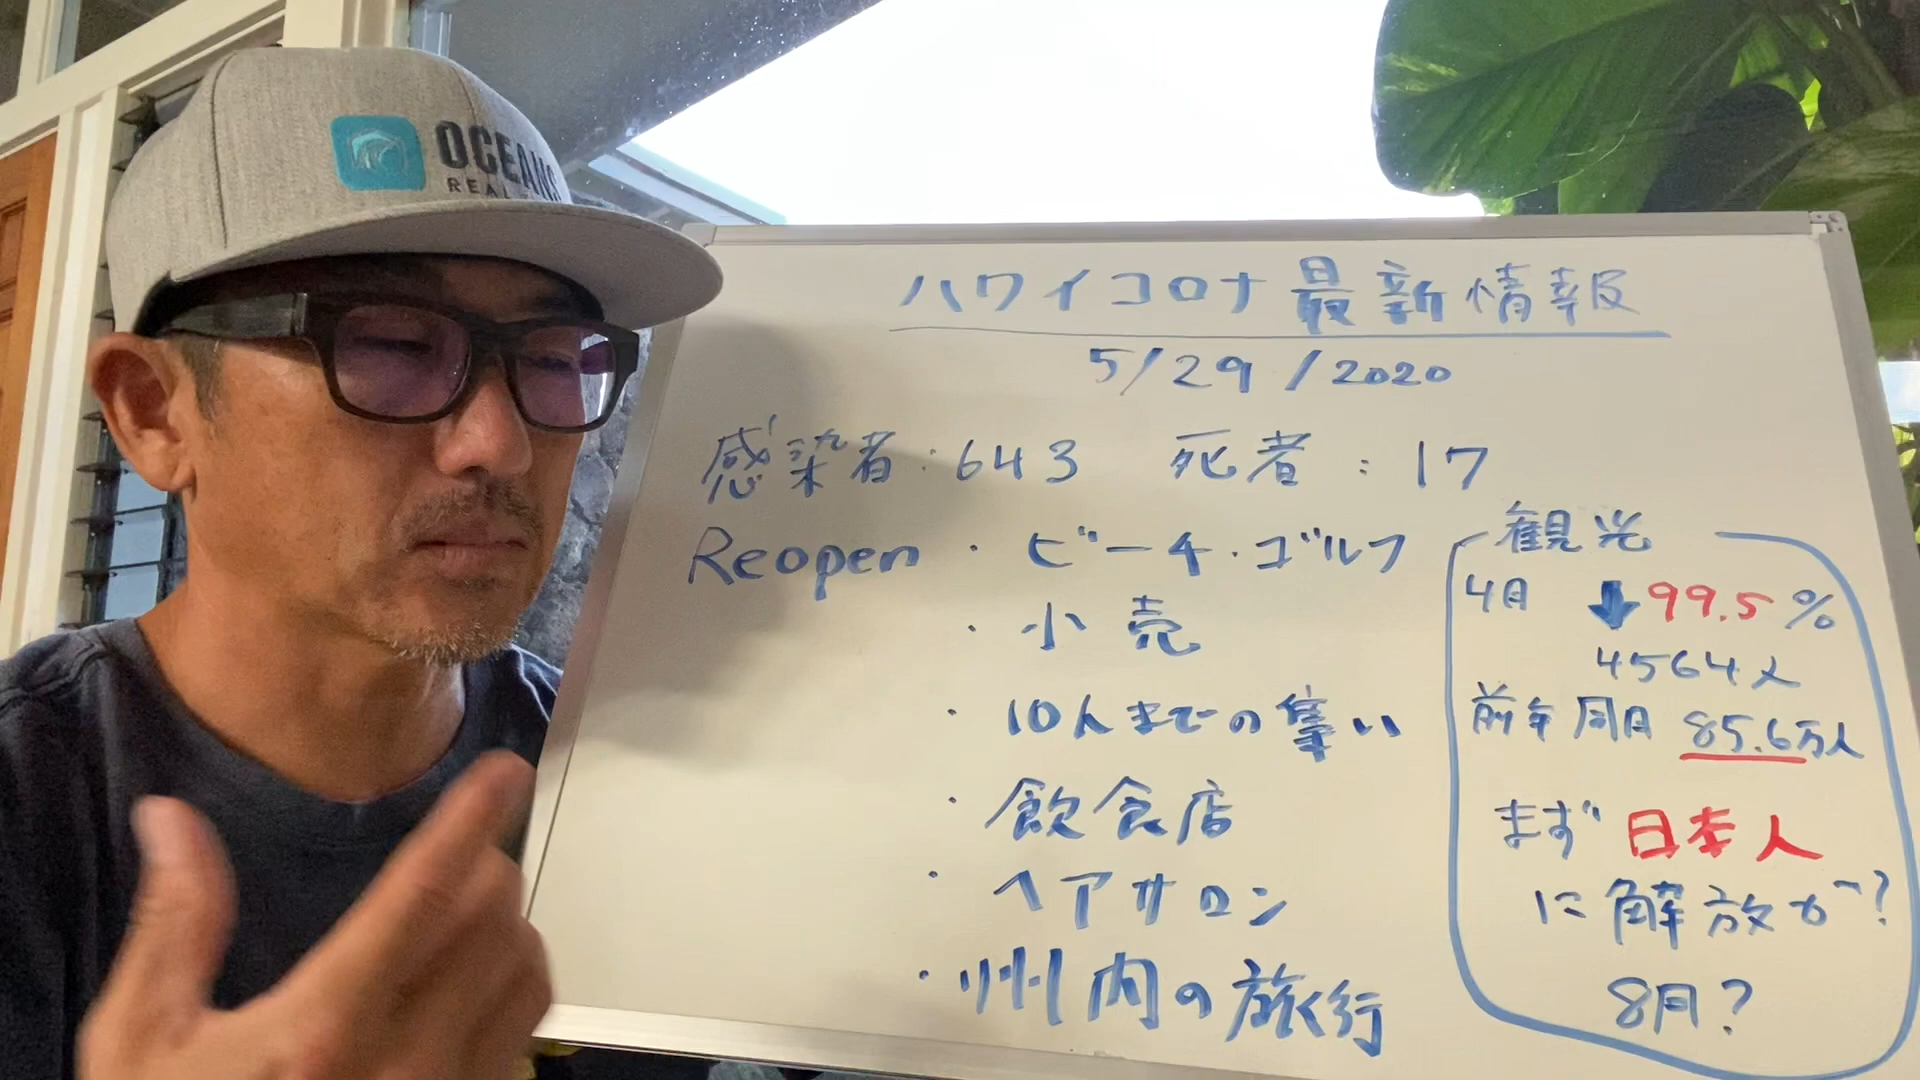 OCEANS
REAL
ハワイコロナ最新情報
5/29/2020
感染者:643 死者:17
Reopen ・ビーチ・ゴルフ
・小売
・10人までの集い
・飲食店
・ヘアサロン
・州内の旅行
観光
4月 ↓99.5%
4564人
前年同月 85.6万人
まず日本人
に解放か〜?
8月?